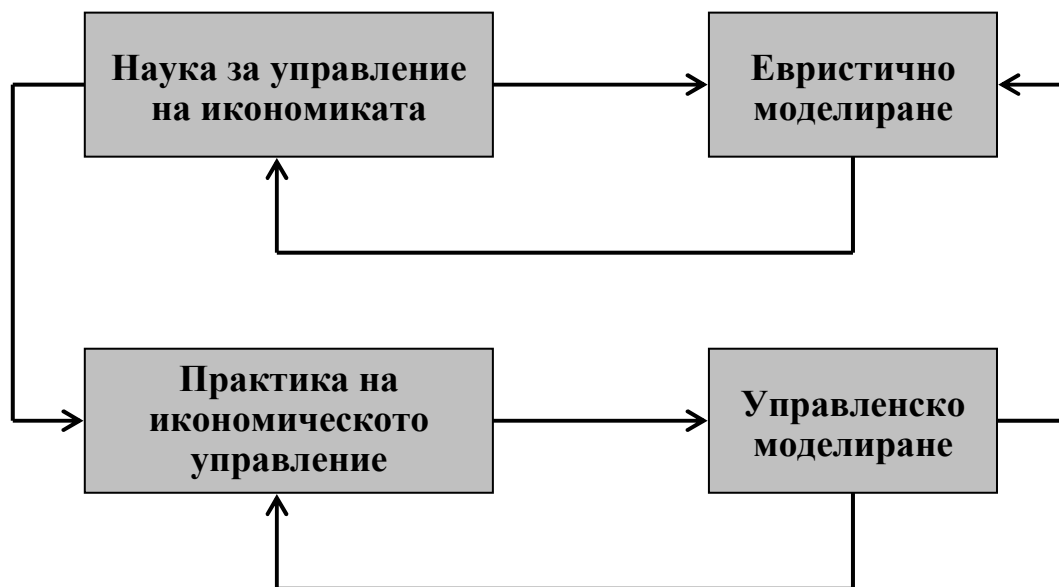 Наука за управление
на икономиката
Евристично
моделиране
Практика на
икономическото
управление
Управленско
моделиране